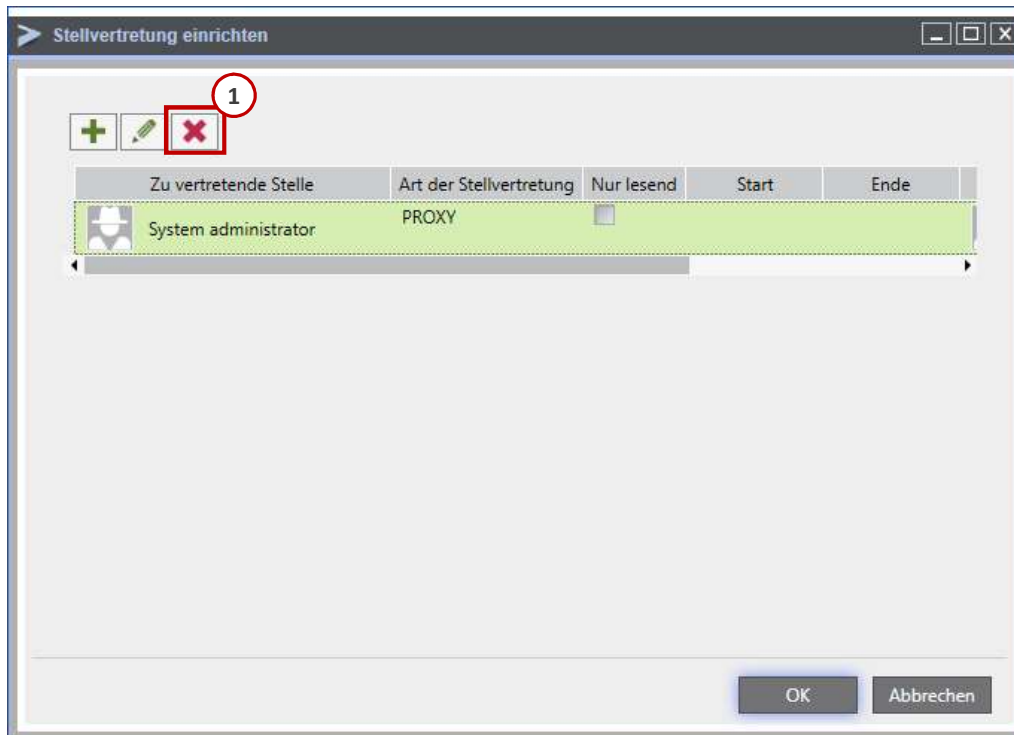 Stellvertretung einrichten
1
Zu vertretende Stelle Art der Stellvertretung Nur lesend Start Ende
System administrator PROXY
OK Abbrechen